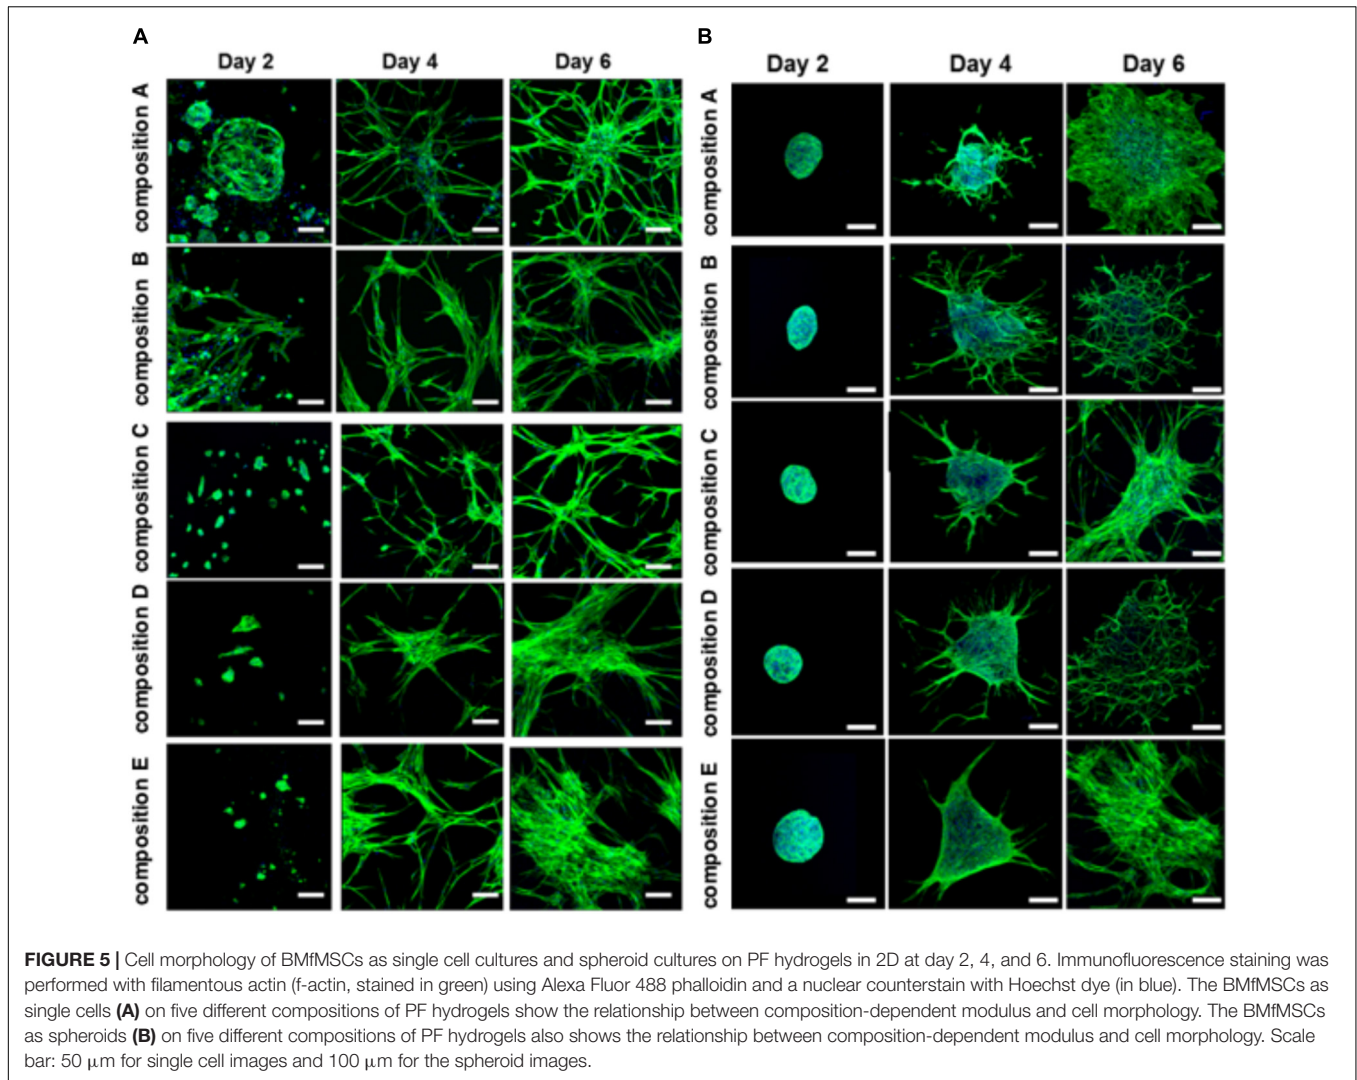 A
B
Day 2
Day 4
Day 6
Day 2
Day 4
Day 6
composition A
composition B
composition C
composition D
composition E
composition A
composition B
composition C
composition D
composition E
FIGURE 5 | Cell morphology of BMfMSCs as single cell cultures and spheroid cultures on PF hydrogels in 2D at day 2, 4, and 6. Immunofluorescence staining was
performed with filamentous actin (f-actin, stained in green) using Alexa Fluor 488 phalloidin and a nuclear counterstain with Hoechst dye (in blue). The BMfMSCs as
single cells (A) on five different compositions of PF hydrogels show the relationship between composition-dependent modulus and cell morphology. The BMfMSCs
as spheroids (B) on five different compositions of PF hydrogels also shows the relationship between composition-dependent modulus and cell morphology. Scale
bar: 50 μm for single cell images and 100 μm for the spheroid images.